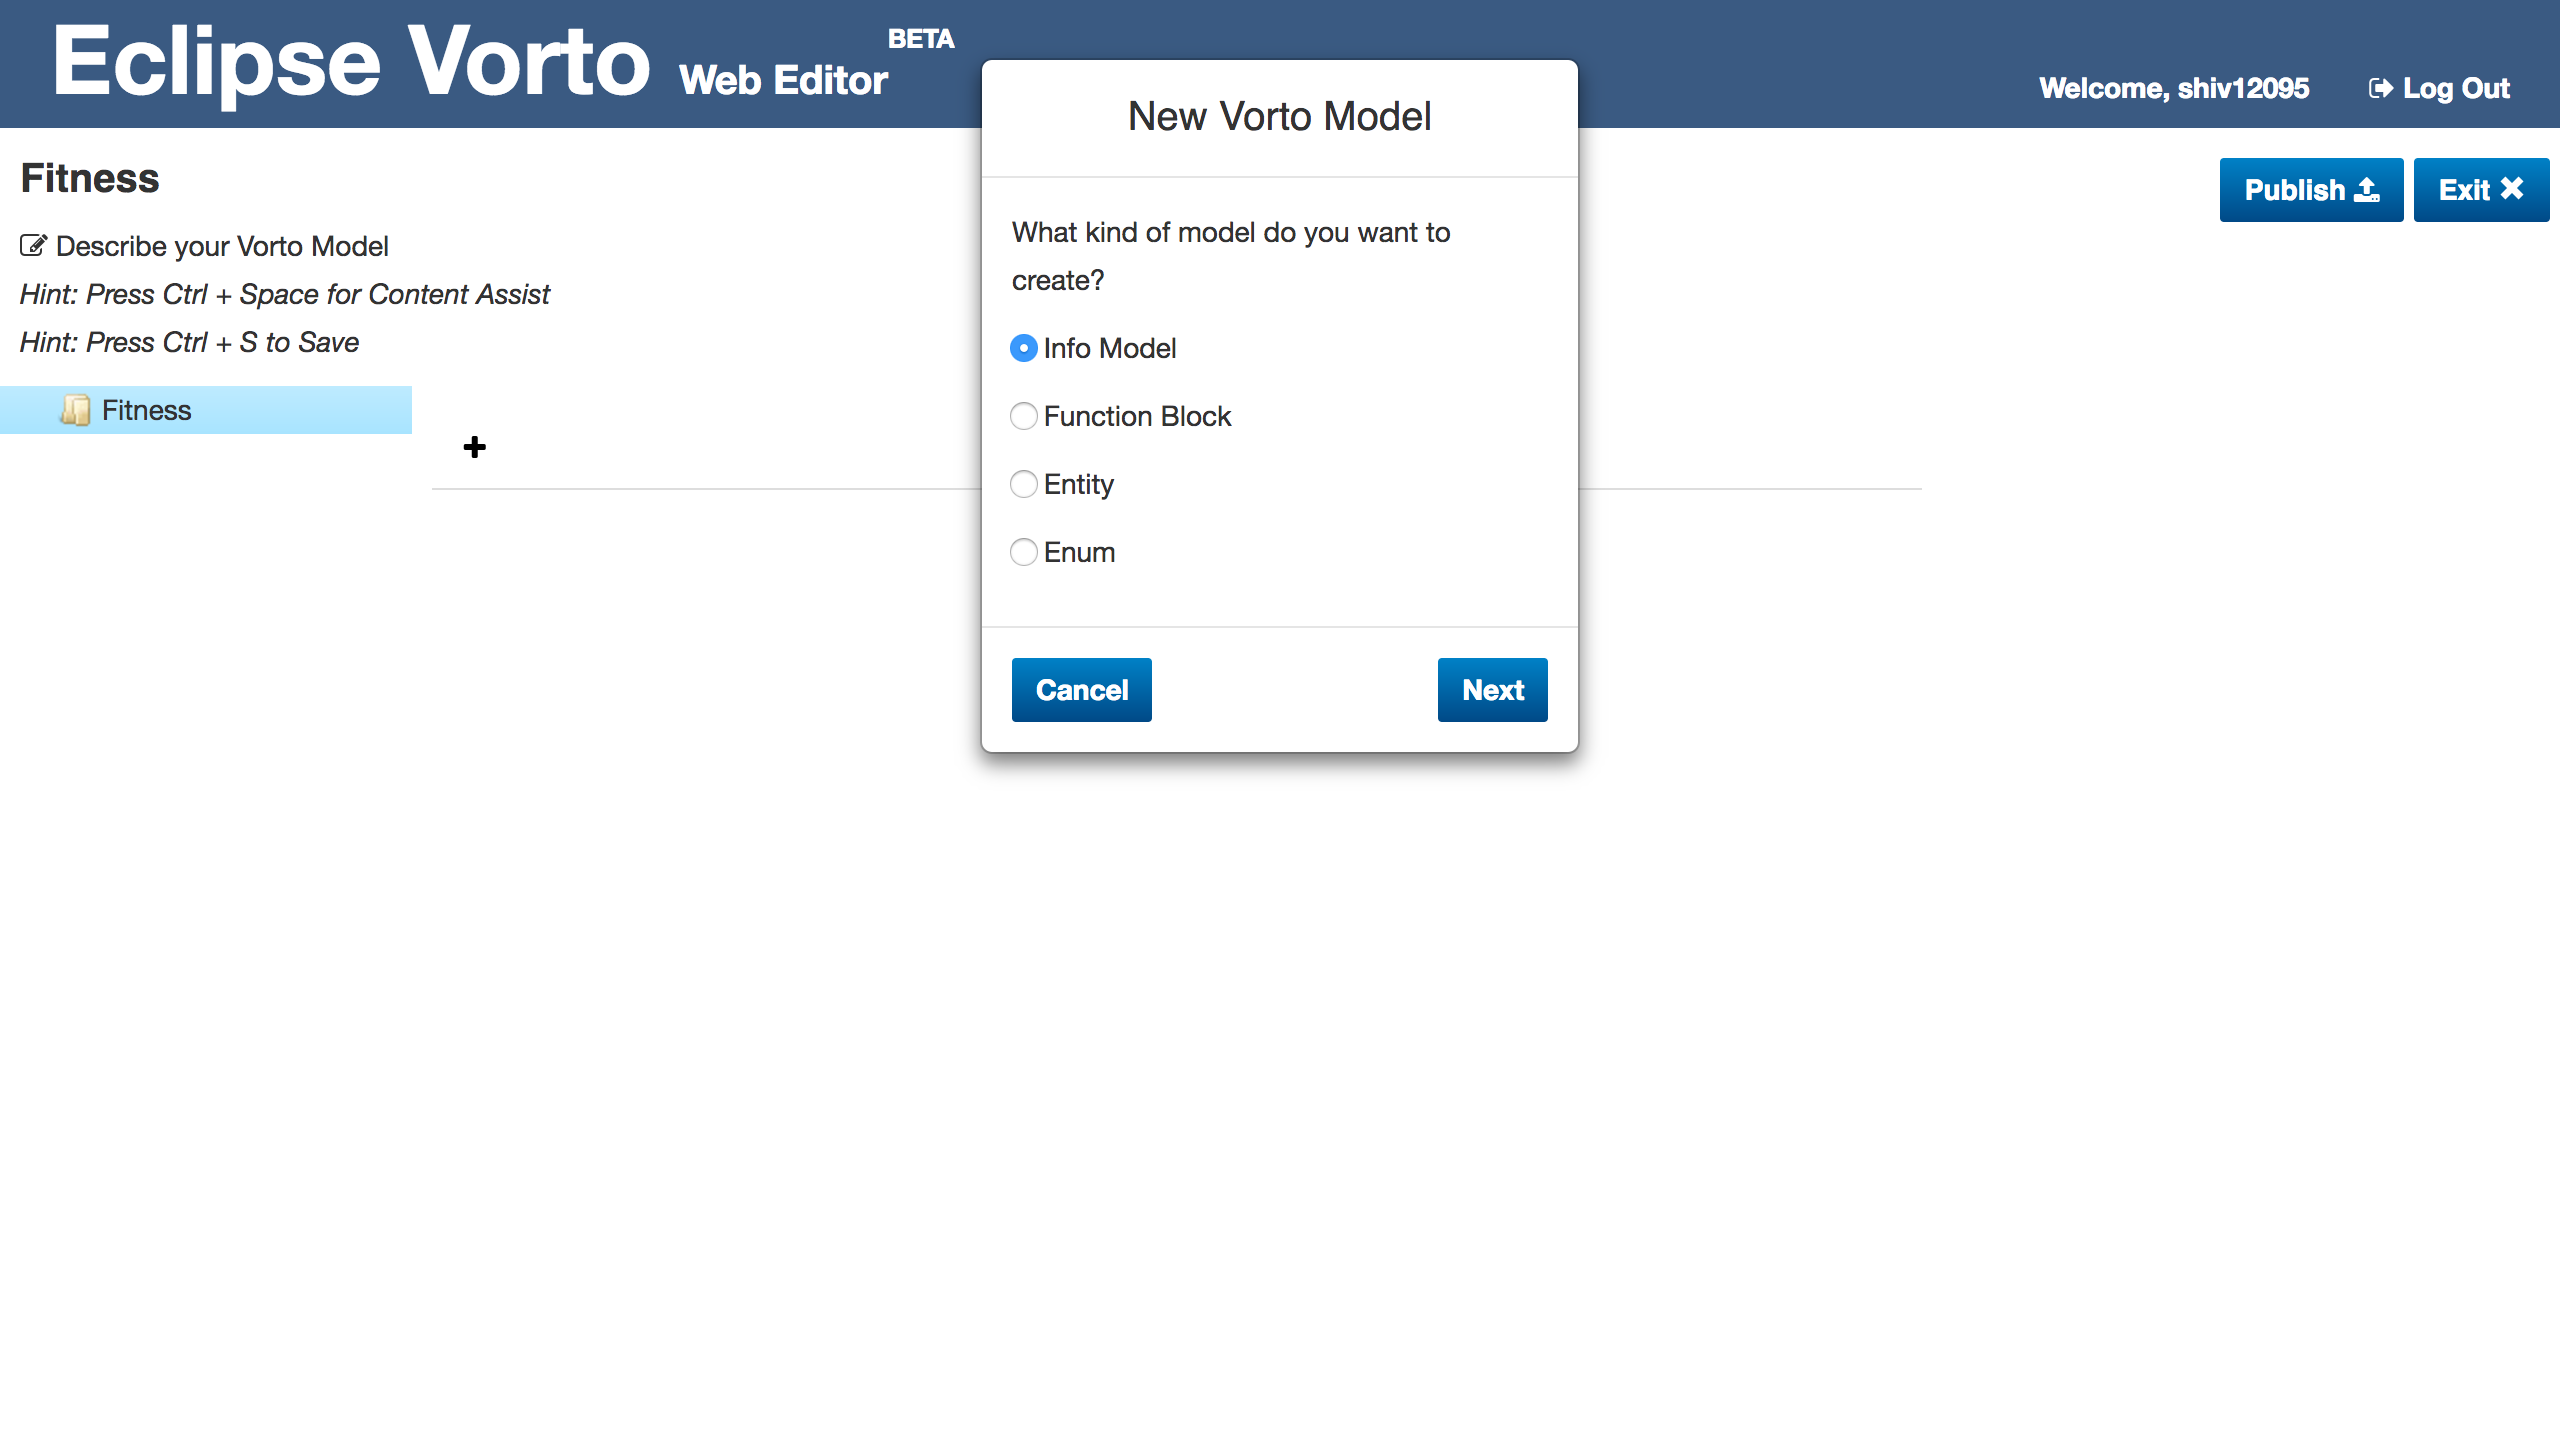 Eclipse Vorto Web Editor BETA
Welcome, shiv12095
Log Out
Fitness
Publish
Exit
Describe your Vorto Model
Hint: Press Ctrl + Space for Content Assist
Hint: Press Ctrl + S to Save
Fitness
+
New Vorto Model
What kind of model do you want to
create?
Info Model
Function Block
Entity
Enum
Cancel
Next